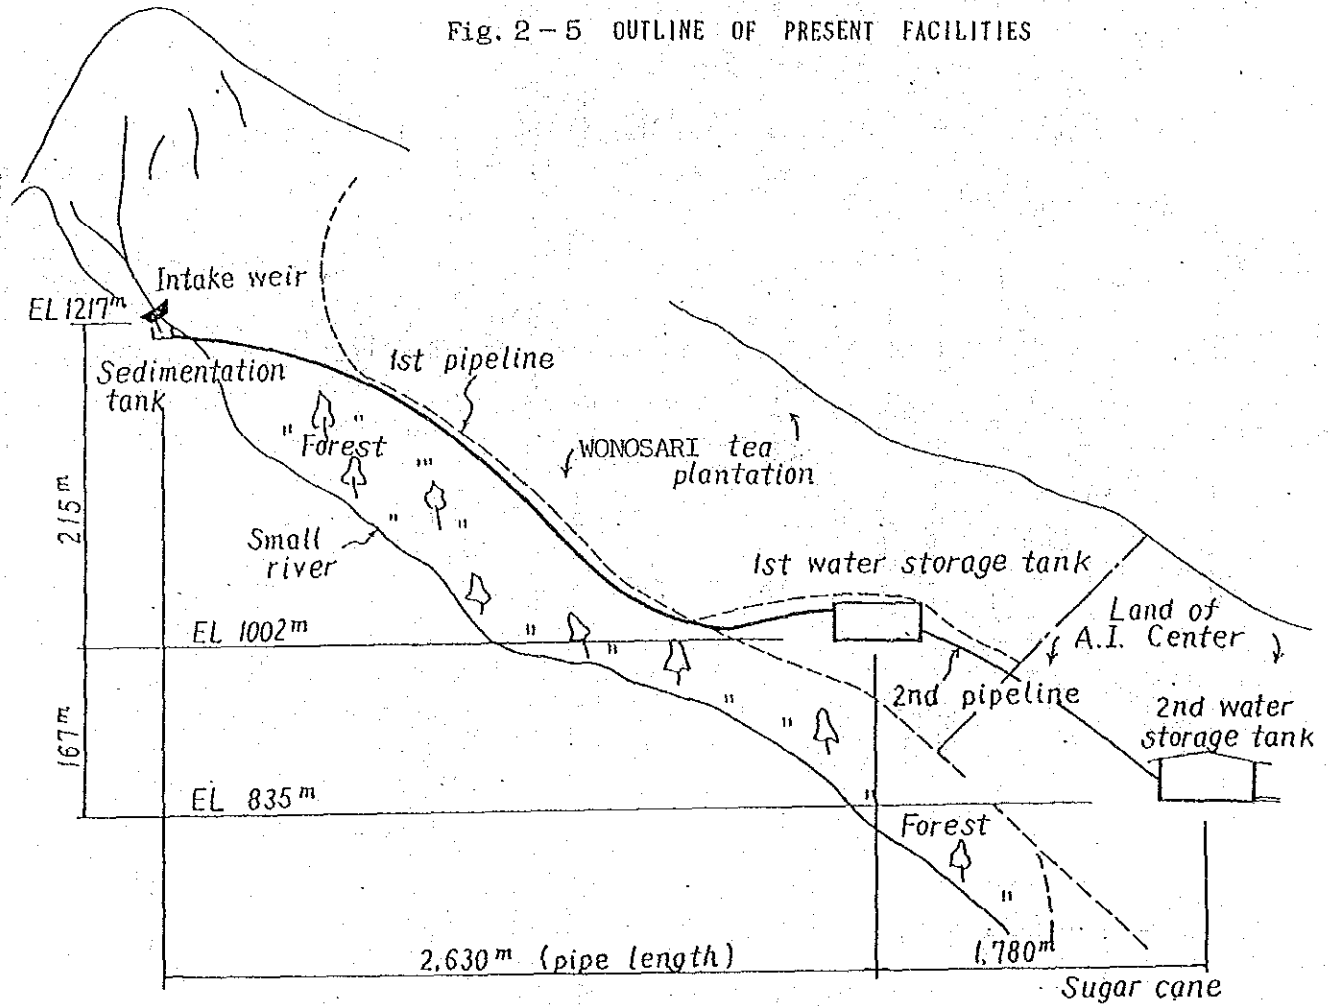 Fig. 2-5 OUTLINE OF PRESENT FACILITIES
Intake weir
EL 1217m
Sedimentation
tank
1st pipeline
Forest
WONOSARI tea
plantation
215m
Small
river
1st water storage tank
EL 1002m
Land of
A.I. Center
2nd pipeline
2nd water
storage tank
167m
EL 835m
Forest
2,630m (pipe length)
1,780m
Sugar cane